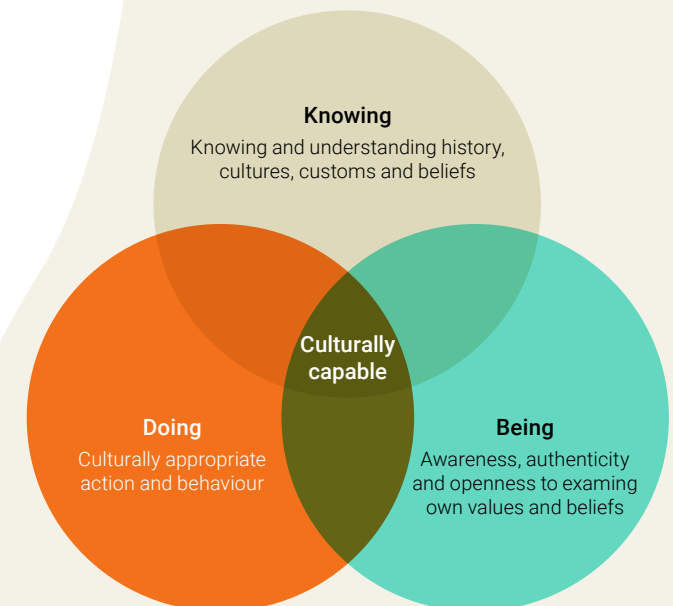 Knowing
Knowing and understanding history,
cultures, customs and beliefs
Culturally
capable
Doing
Culturally appropriate
action and behaviour
Being
Awareness, authenticity
and openness to examing
own values and beliefs